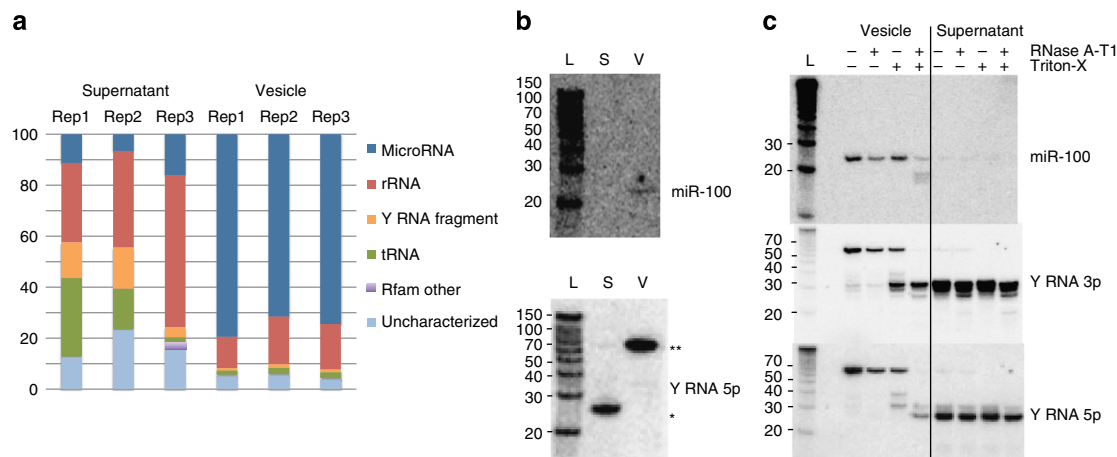 a
Supernatant Vesicle
Rep1 Rep2 Rep3 Rep1 Rep2 Rep3
100
80
60
40
20
0
MicroRNA
rRNA
Y RNA fragment
tRNA
Rfam other
Uncharacterized
b
L S V
150
100
70
50
40
30
20
miR-100
L S V
150
100
70
50
40
30
20
**
Y RNA 5p
*
c
Vesicle Supernatant
L – + – + – + – + RNase A-T1
– – + + – – + + Triton-X
30
20
miR-100
70
50
40
30
20
Y RNA 3p
70
50
40
30
20
Y RNA 5p